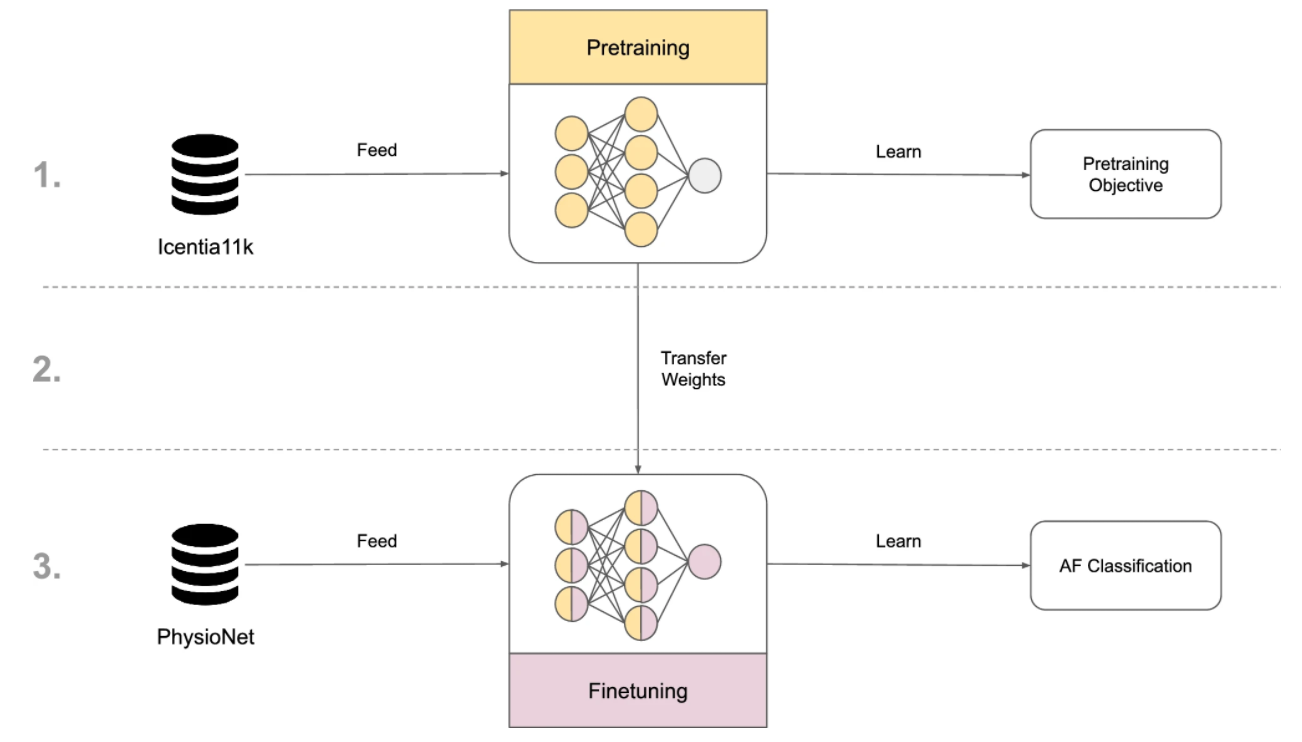 Pretraining
1.
Feed
Learn
Pretraining
Objective
Icentia11k
2.
Transfer
Weights
3.
Feed
Learn
AF Classification
PhysioNet
Finetuning